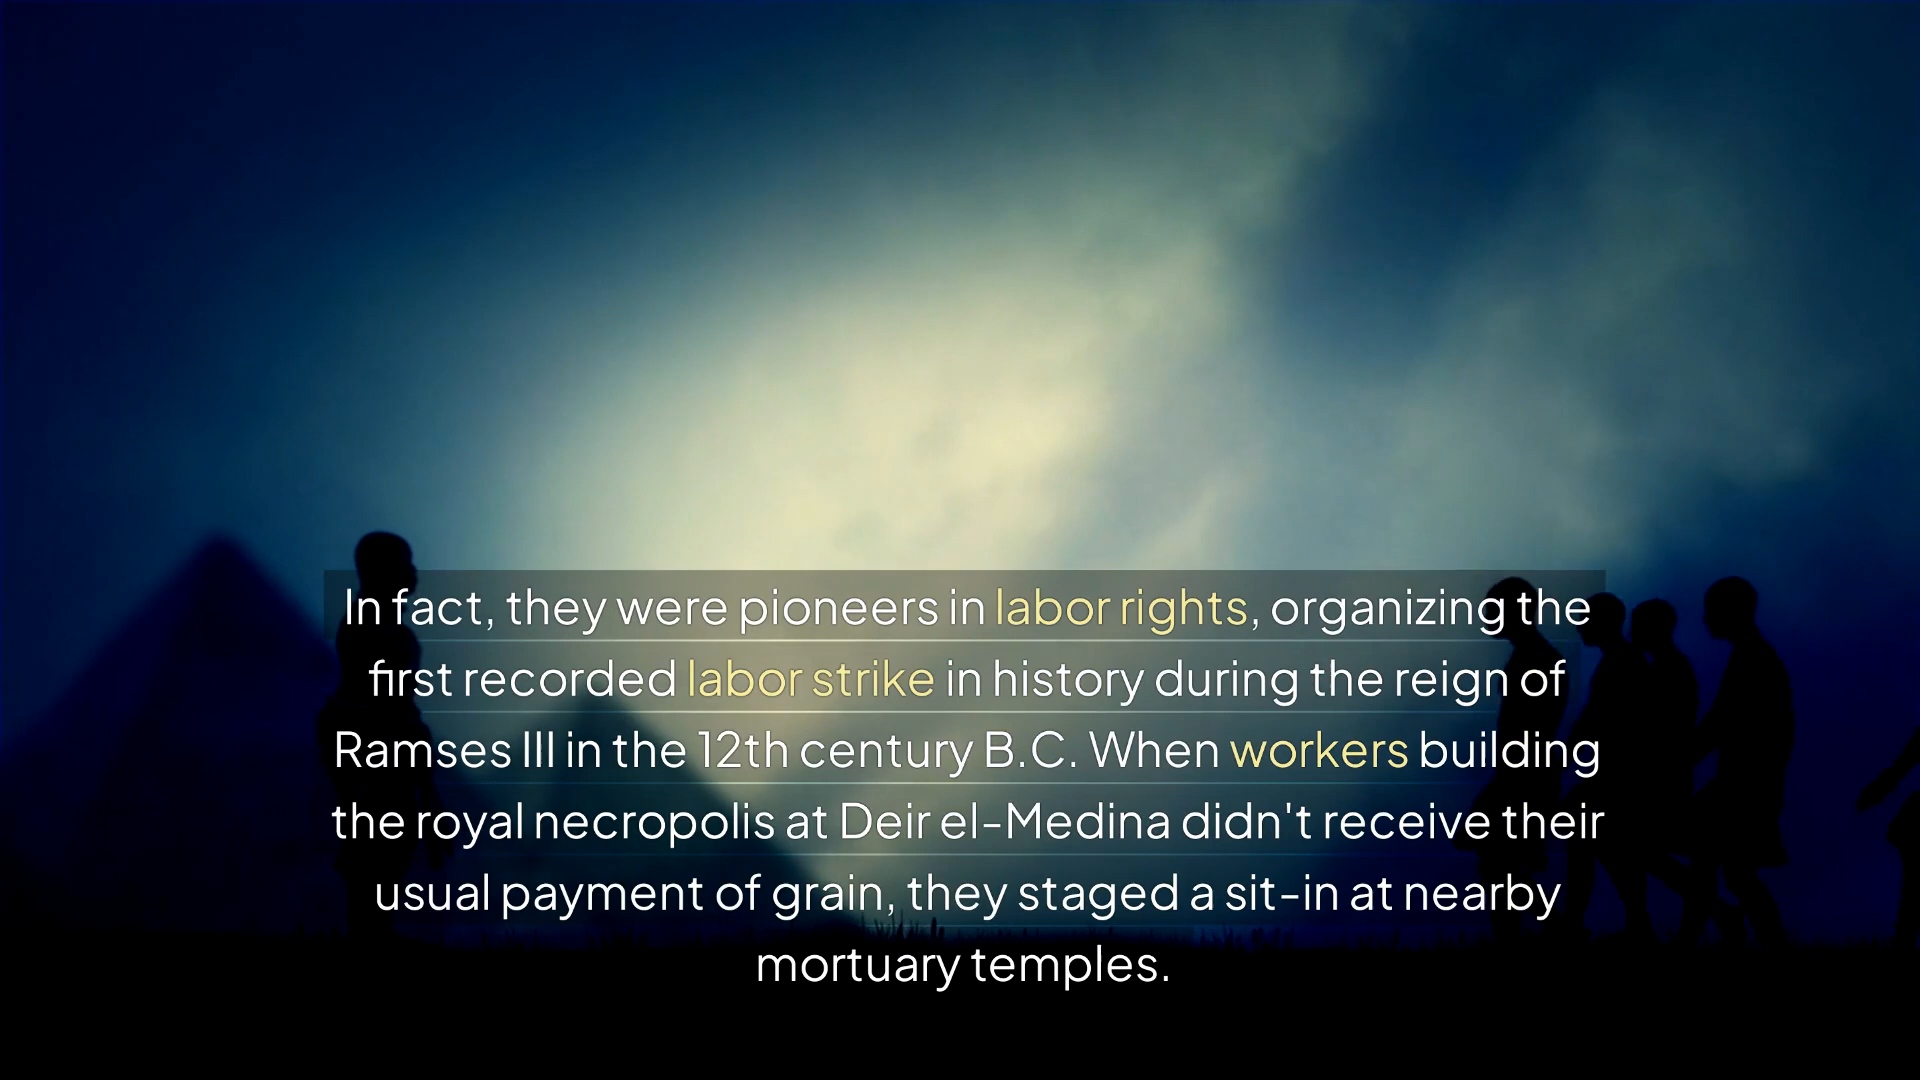 In fact, they were pioneers in labor rights, organizing the
first recorded labor strike in history during the reign of
Ramses III in the 12th century B.C. When workers building
the royal necropolis at Deir el-Medina didn't receive their
usual payment of grain, they staged a sit-in at nearby
mortuary temples.